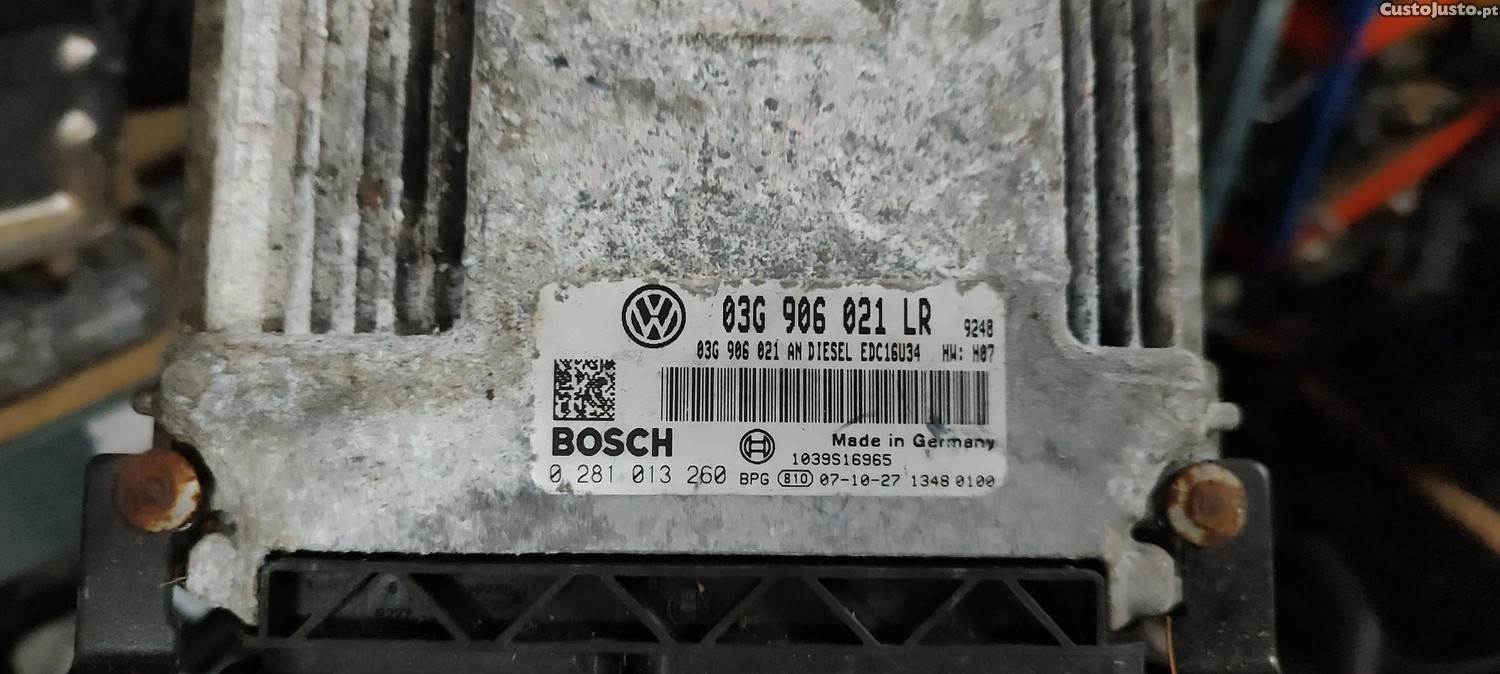 CustoJusto.pt
03G 906 021 LR 9248
03G 906 021 AN DIESEL EDC16U34 HW: H07
BOSCH
Made in Germany
1039S16965
0 281 013 260 BPG 810 07-10-27 1348 0100